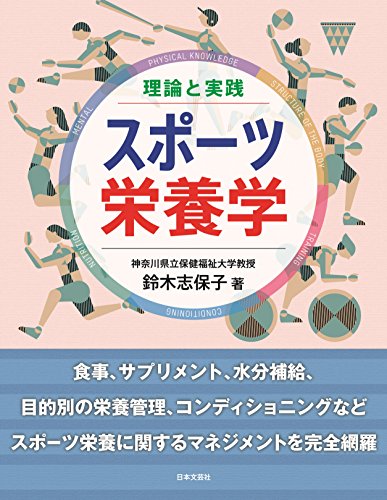 PHYSICAL KNOWLEDGE
STRUCTURE OF THE BODY
TRAINING
CONDITIONING
NUTRITION
MENTAL
理論と実践
スポーツ
栄養学
神奈川県立保健福祉大学教授
鈴木志保子 著
食事、サプリメント、水分補給、
目的別の栄養管理、コンディショニングなど
スポーツ栄養に関するマネジメントを完全網羅
日本文芸社